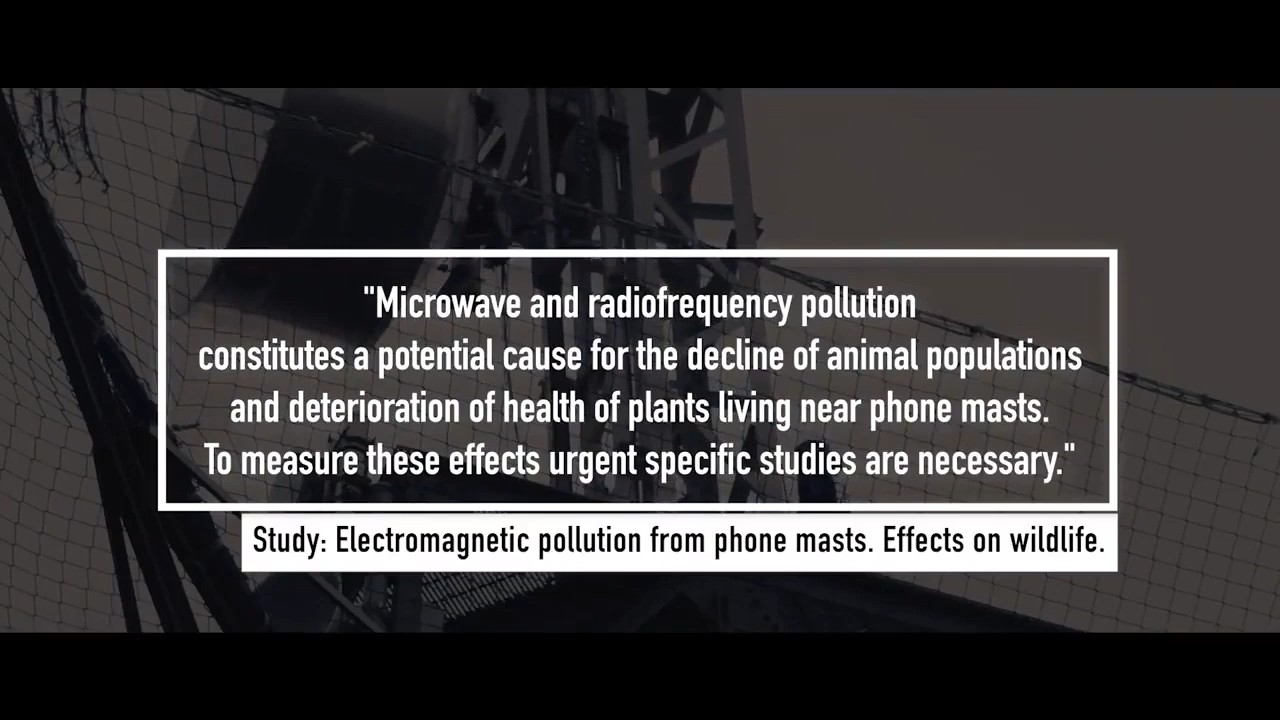 "Microwave and radiofrequency pollution
constitutes a potential cause for the decline of animal populations
and deterioration of health of plants living near phone masts.
To measure these effects urgent specific studies are necessary."
Study: Electromagnetic pollution from phone masts. Effects on wildlife.